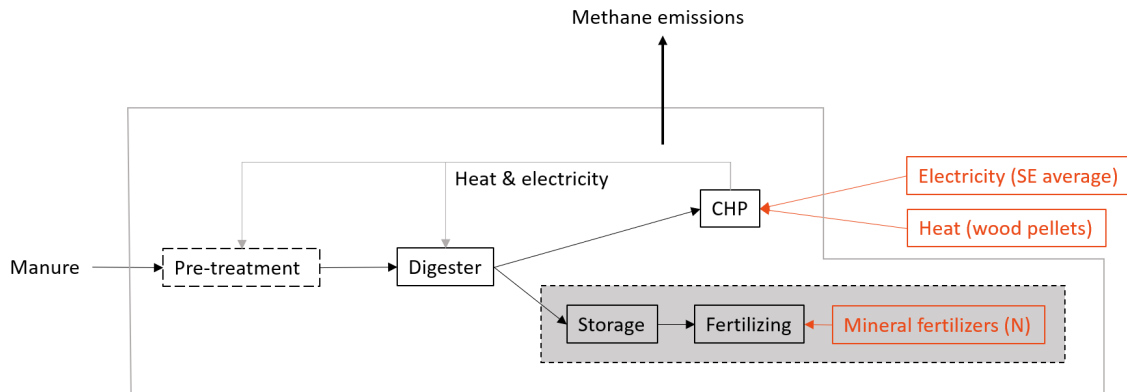 Methane emissions
Electricity (SE average)
Heat & electricity
CHP
Heat (wood pellets)
Manure
Pre-treatment
Digester
Storage
Fertilizing
Mineral fertilizers (N)